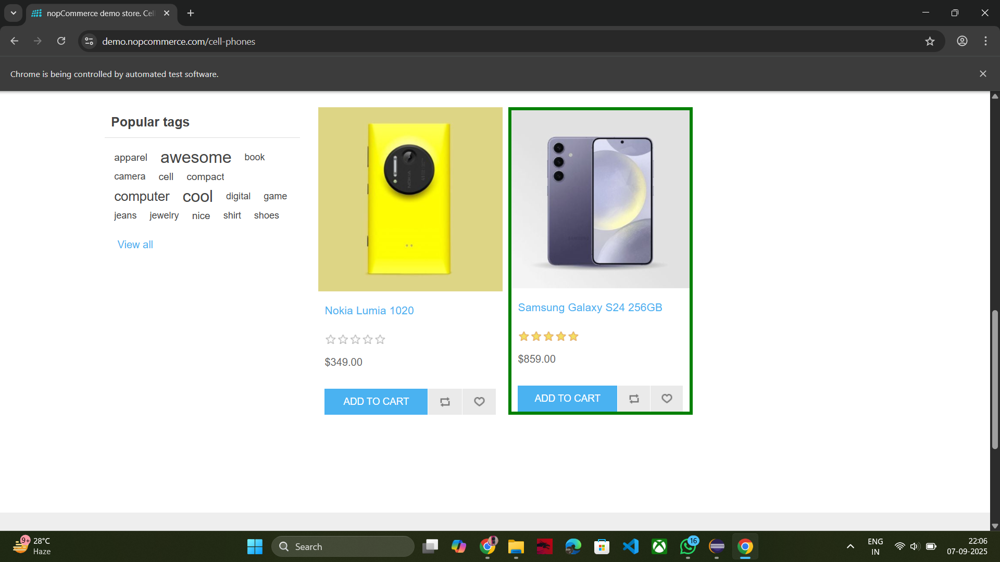 nopCommerce demo store. Cel
demo.nopcommerce.com/cell-phones
Chrome is being controlled by automated test software.
Popular tags
apparel awesome book
camera cell compact
computer cool digital game
jeans jewelry nice shirt shoes
View all
NOKIA
Nokia Lumia 1020
$349.00
ADD TO CART
SAMSUNG
Samsung Galaxy S24 256GB
$859.00
ADD TO CART
9+
28°C
Haze
Search
16
ENG
IN
22:06
07-09-2025